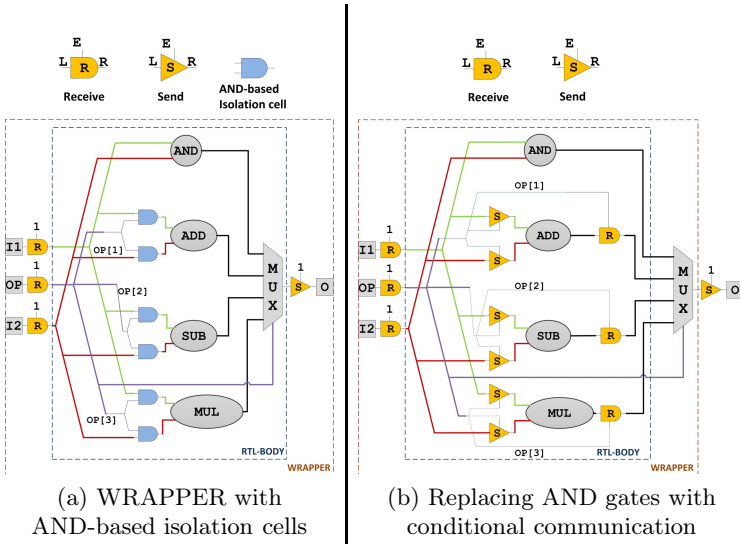 E
L R R
Receive
E
L S R
Send
AND-based
Isolation cell
AND
1
I1 R
OP[1]
ADD
1
OP R
OP[2]
M
U
X
1
S O
1
I2 R
SUB
OP[3]
MUL
RTL-BODY
WRAPPER
(a) WRAPPER with
AND-based isolation cells
E
L R R
Receive
E
L S R
Send
AND
OP[1]
S
ADD
R
S
1
I1 R
1
OP R
OP[2]
M
U
X
1
S O
1
I2 R
S
SUB
R
S
S
MUL
R
S
OP[3]
RTL-BODY
WRAPPER
(b) Replacing AND gates with
conditional communication